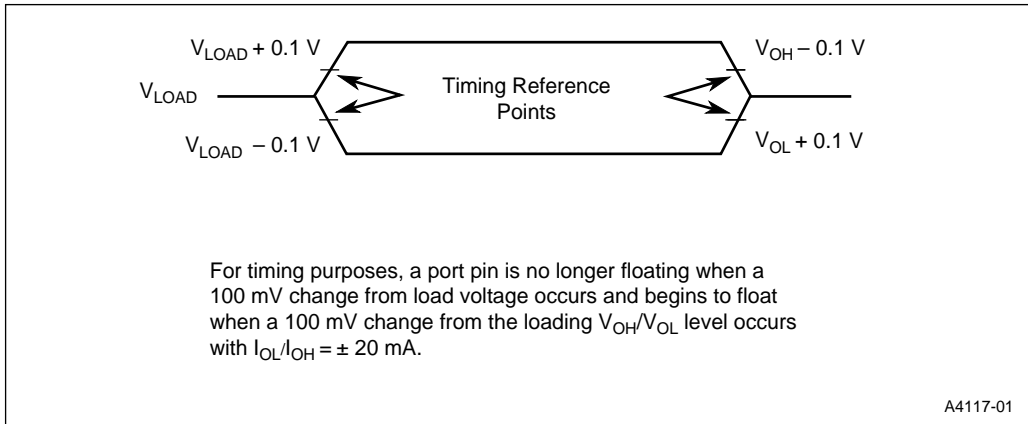 V_LOAD + 0.1 V
V_OH – 0.1 V
V_LOAD
Timing Reference
Points
V_LOAD – 0.1 V
V_OL + 0.1 V
For timing purposes, a port pin is no longer floating when a
100 mV change from load voltage occurs and begins to float
when a 100 mV change from the loading V_OH/V_OL level occurs
with I_OL/I_OH = ± 20 mA.
A4117-01